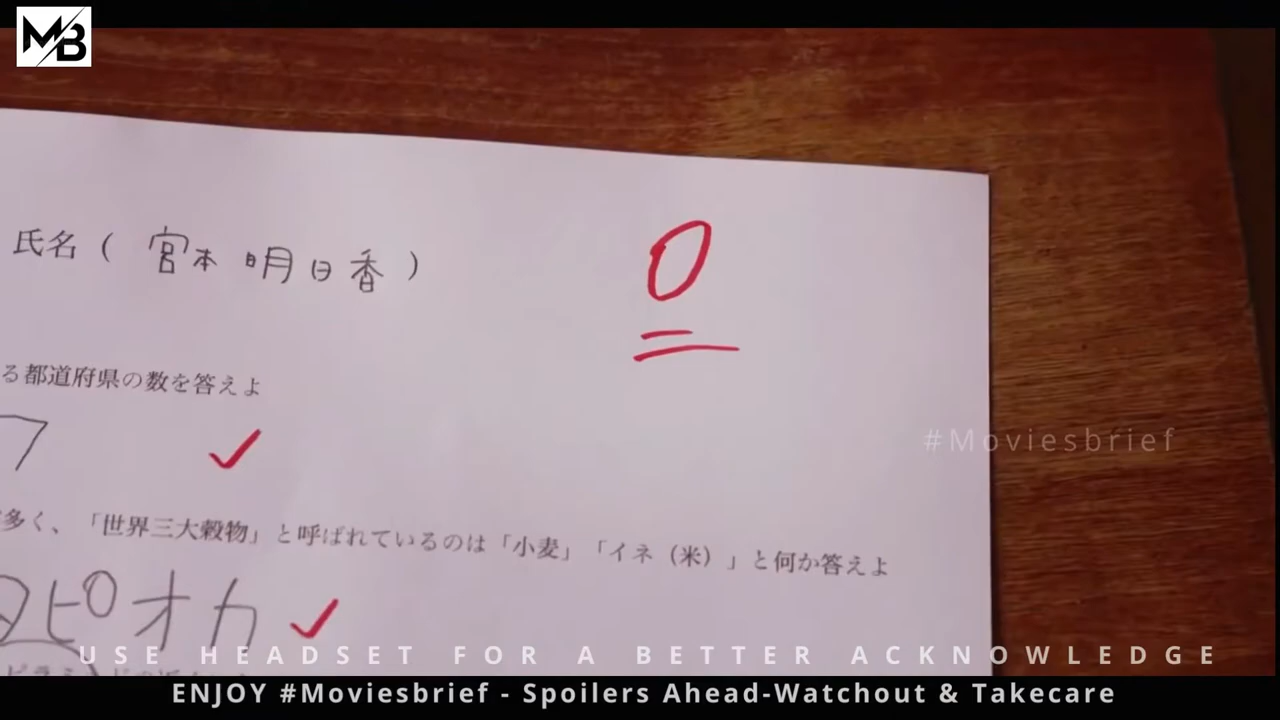 MB
氏名( 宮本 明日香 )
0
る都道府県の数を答えよ
多く、「世界三大穀物」と呼ばれているのは「小麦」「イネ(米)」と何か答えよ
#Moviesbrief
タピオカ
USE HEADSET FOR A BETTER ACKNOWLEDGE
ENJOY #Moviesbrief - Spoilers Ahead-Watchout & Takecare